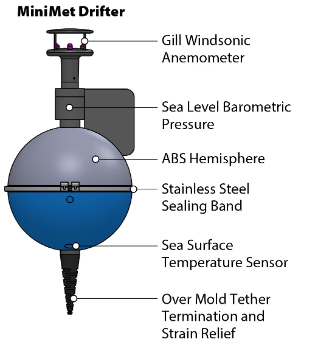 MiniMet Drifter
Gill Windsonic
Anemometer
Sea Level Barometric
Pressure
ABS Hemisphere
Stainless Steel
Sealing Band
Sea Surface
Temperature Sensor
Over Mold Tether
Termination and
Strain Relief